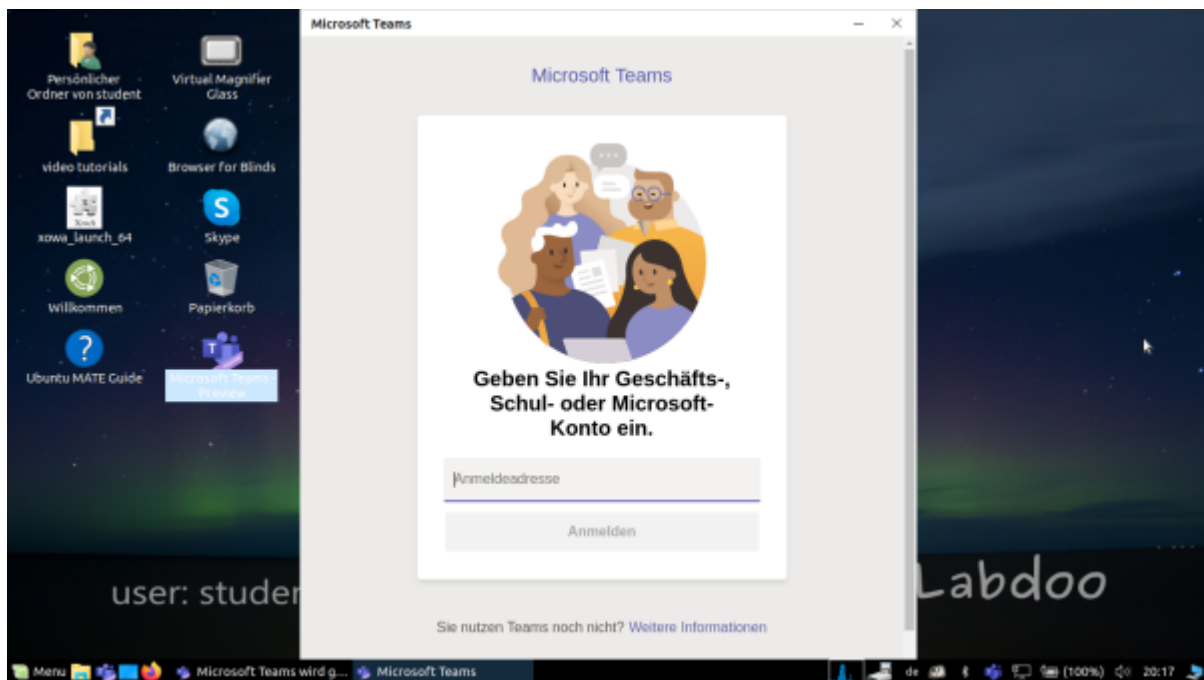 Microsoft Teams
Persönlicher
Ordner von student
Virtual Magnifier
Glass
video tutorials
Browser for Blinds
xowa_launch_64
Skype
Willkommen
Papierkorb
Ubuntu MATE Guide
Microsoft Teams -
Preview
Microsoft Teams
Geben Sie Ihr Geschäfts-,
Schul- oder Microsoft-
Konto ein.
Anmeldeadresse
Anmelden
Sie nutzen Teams noch nicht? Weitere Informationen
user: studen
Labdoo
Menu
Microsoft Teams wird g...
Microsoft Teams
de
(100%)
20:17